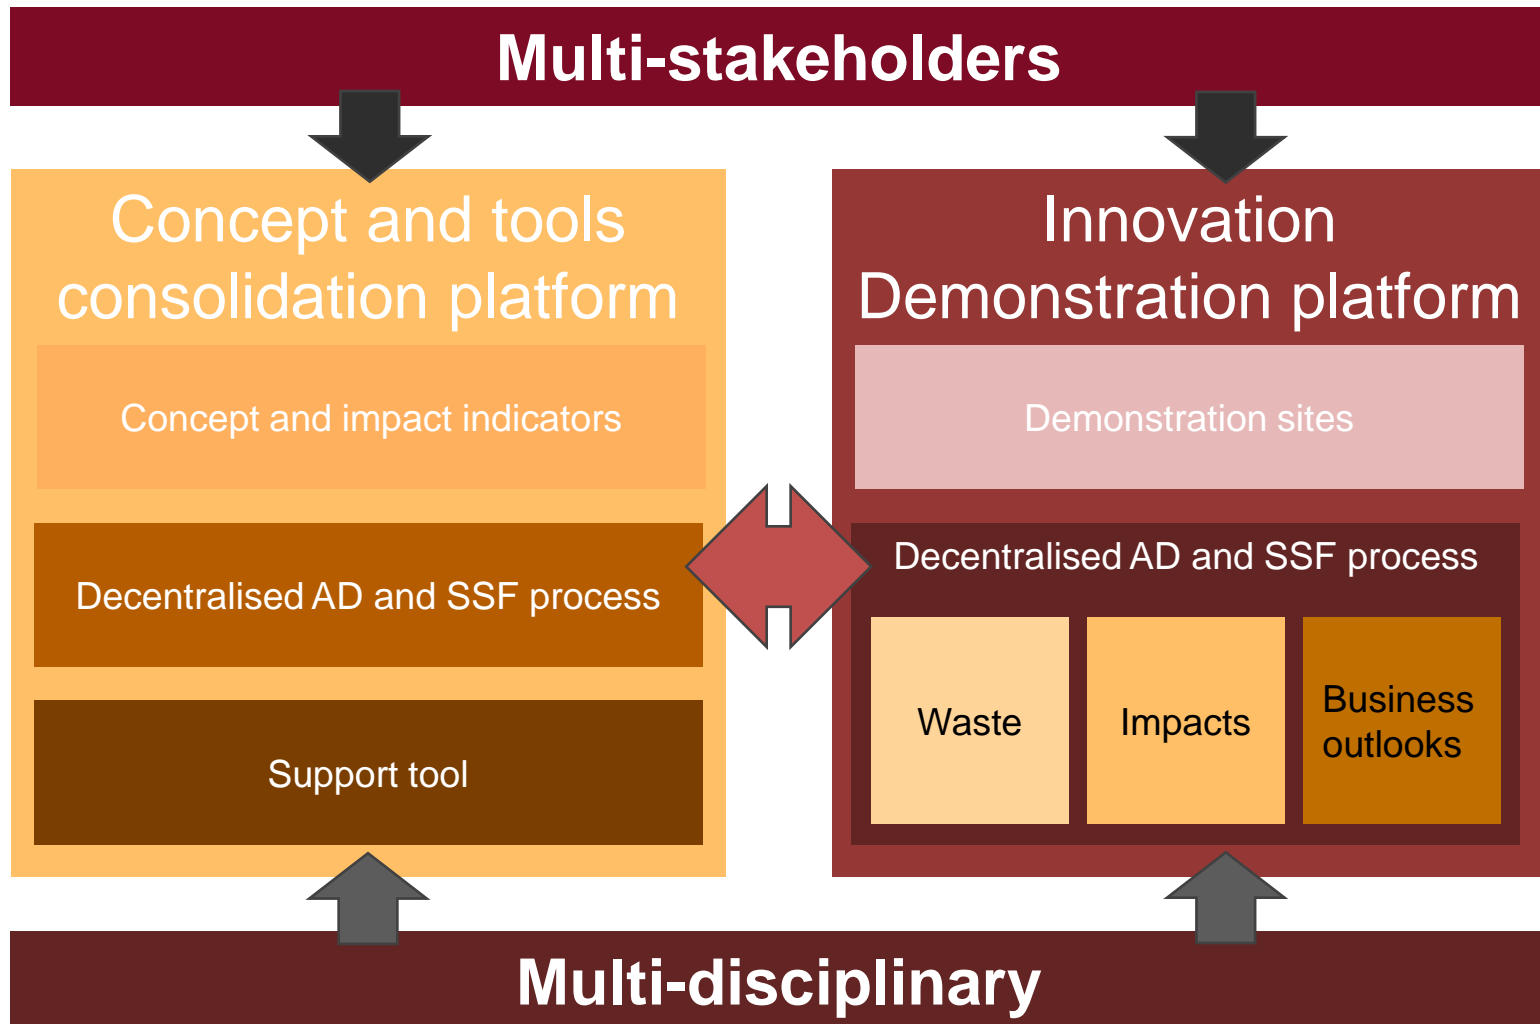 Multi-stakeholders
Concept and tools
consolidation platform
Concept and impact indicators
Decentralised AD and SSF process
Support tool
Innovation
Demonstration platform
Demonstration sites
Decentralised AD and SSF process
Waste
Impacts
Business
outlooks
Multi-disciplinary